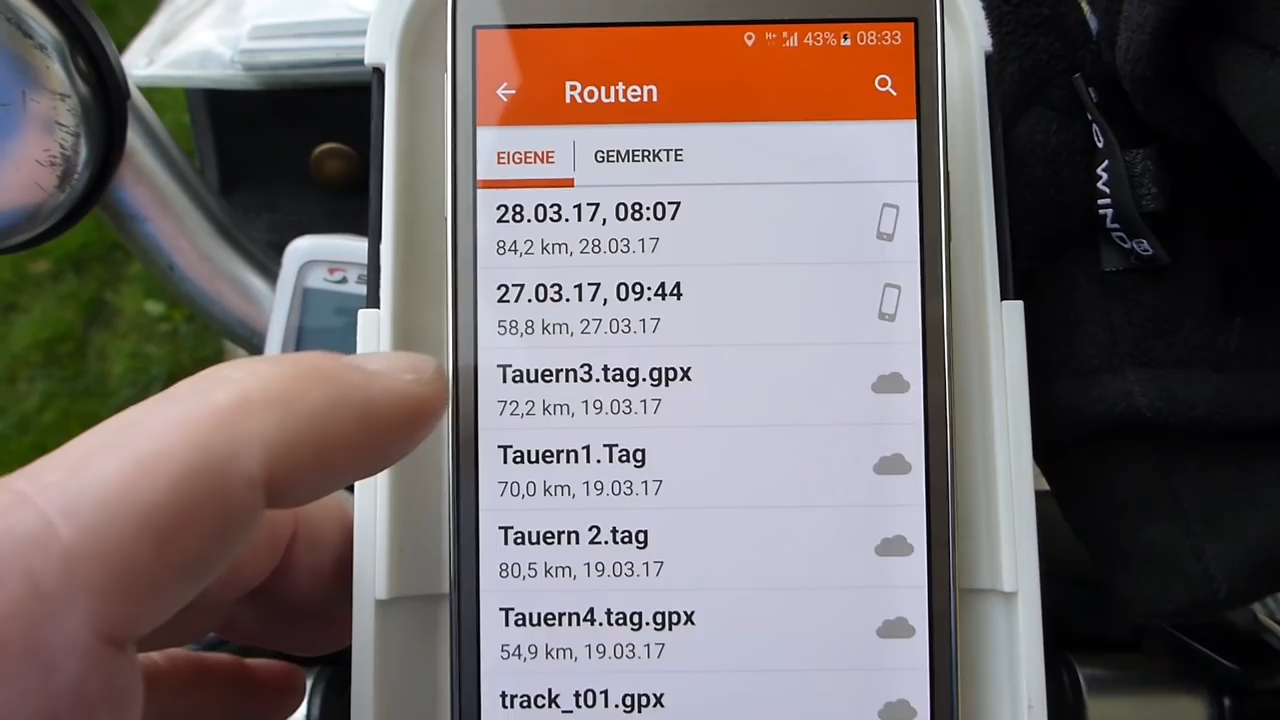 H+ R 43% 08:33
Routen
EIGENE GEMERKTE
28.03.17, 08:07
84,2 km, 28.03.17
27.03.17, 09:44
58,8 km, 27.03.17
Tauern3.tag.gpx
72,2 km, 19.03.17
Tauern1.Tag
70,0 km, 19.03.17
Tauern 2.tag
80,5 km, 19.03.17
Tauern4.tag.gpx
54,9 km, 19.03.17
track_t01.gpx